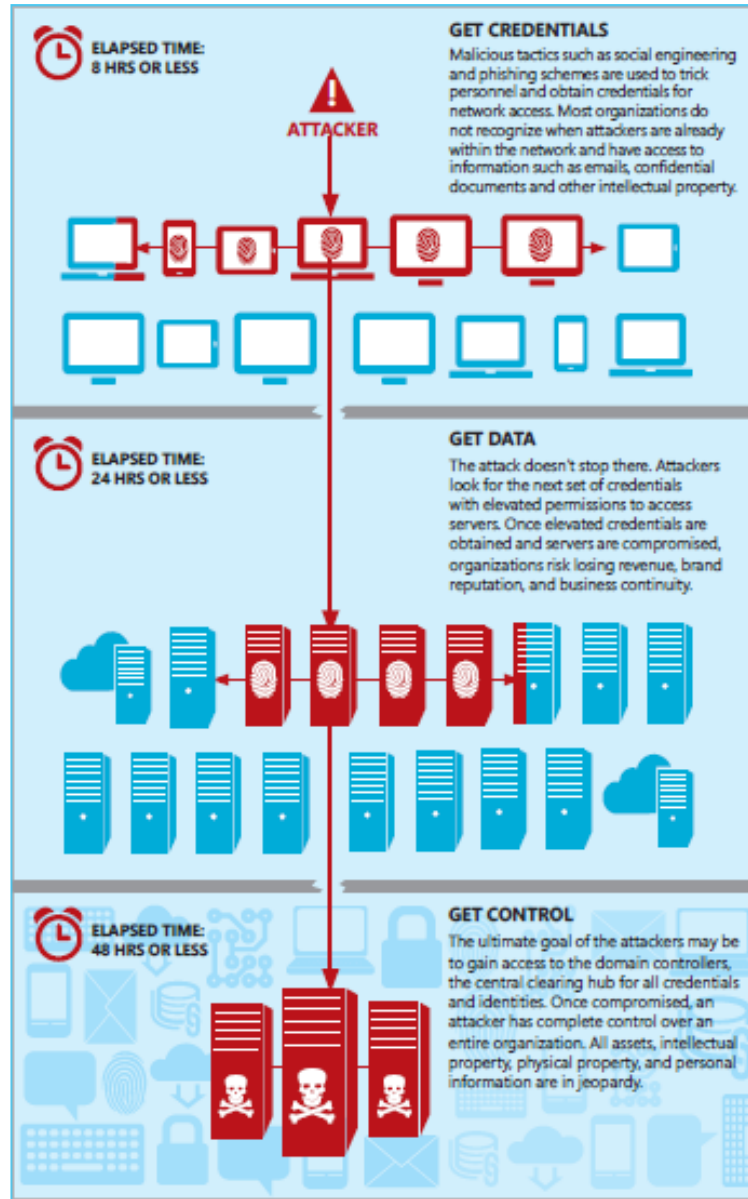 ELAPSED TIME:
8 HRS OR LESS
ATTACKER
GET CREDENTIALS
Malicious tactics such as social engineering
and phishing schemes are used to trick
personnel and obtain credentials for
network access. Most organizations do
not recognize when attackers are already
within the network and have access to
information such as emails, confidential
documents and other intellectual property.
ELAPSED TIME:
24 HRS OR LESS
GET DATA
The attack doesn't stop there. Attackers
look for the next set of credentials
with elevated permissions to access
servers. Once elevated credentials are
obtained and servers are compromised,
organizations risk losing revenue, brand
reputation, and business continuity.
ELAPSED TIME:
48 HRS OR LESS
GET CONTROL
The ultimate goal of the attackers may be
to gain access to the domain controllers,
the central clearing hub for all credentials
and identities. Once compromised, an
attacker has complete control over an
entire organization. All assets, intellectual
property, physical property, and personal
information are in jeopardy.